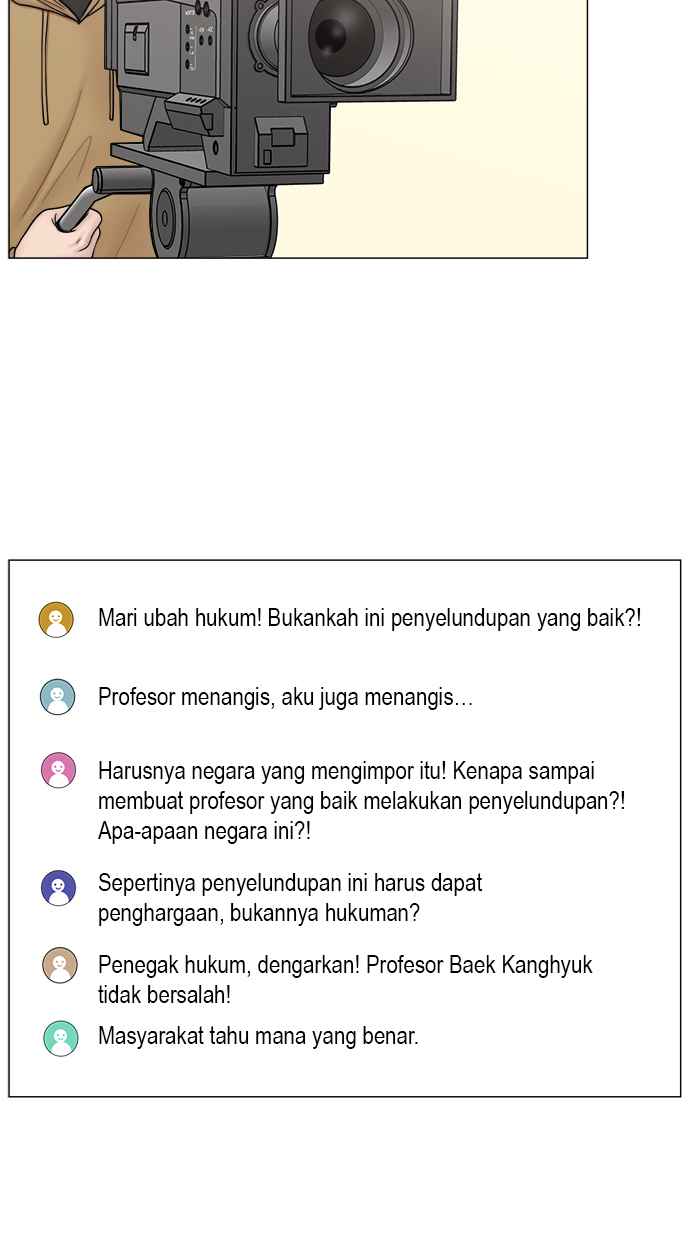 Mari ubah hukum! Bukankah ini penyelundupan yang baik?!
Profesor menangis, aku juga menangis…
Harusnya negara yang mengimpor itu! Kenapa sampai
membuat profesor yang baik melakukan penyelundupan?!
Apa-apaan negara ini?!
Sepertinya penyelundupan ini harus dapat
penghargaan, bukannya hukuman?
Penegak hukum, dengarkan! Profesor Baek Kanghyuk
tidak bersalah!
Masyarakat tahu mana yang benar.